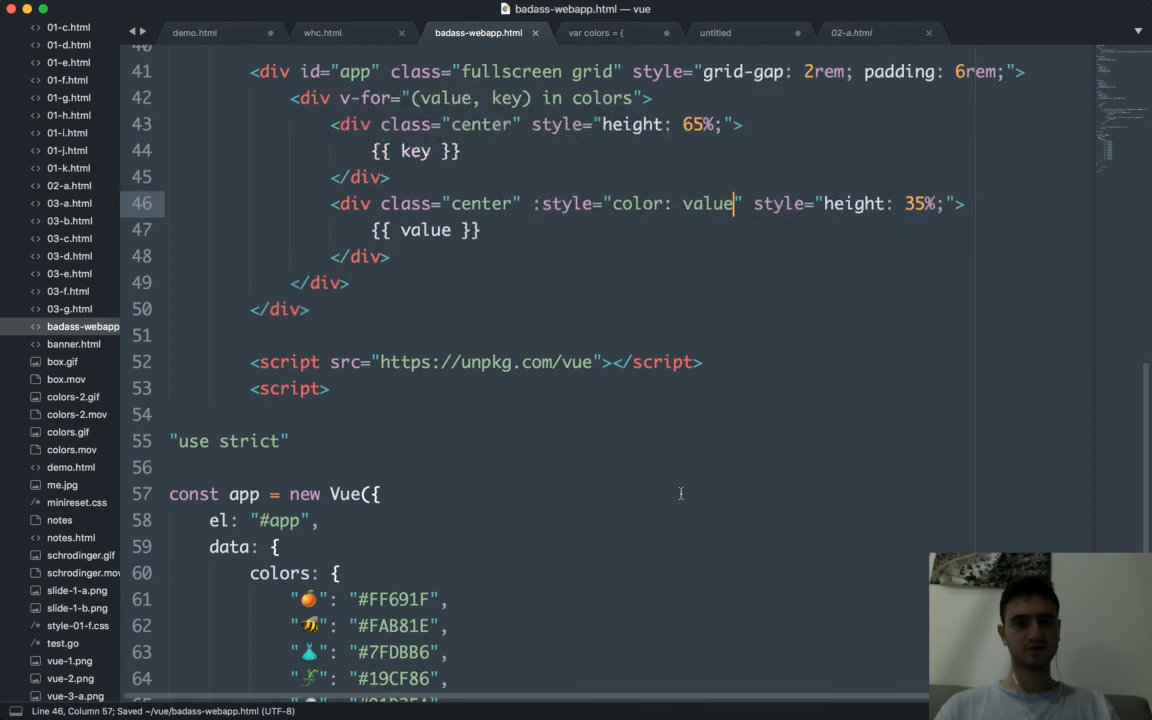 badass-webapp.html — vue
demo.html
whc.html
badass-webapp.html
var colors = {
untitled
02-a.html
01-c.html
01-d.html
01-e.html
01-f.html
01-g.html
01-h.html
01-i.html
01-j.html
01-k.html
02-a.html
03-a.html
03-b.html
03-c.html
03-d.html
03-e.html
03-f.html
03-g.html
badass-webapp
banner.html
box.gif
box.mov
colors-2.gif
colors-2.mov
colors.gif
colors.mov
demo.html
me.jpg
minireset.css
notes
notes.html
schrodinger.gif
schrodinger.mov
slide-1-a.png
slide-1-b.png
style-01-f.css
test.go
vue-1.png
vue-2.png
vue-3-a.png
40
41 <div id="app" class="fullscreen grid" style="grid-gap: 2rem; padding: 6rem;">
42 <div v-for="(value, key) in colors">
43 <div class="center" style="height: 65%;">
44 {{ key }}
45 </div>
46 <div class="center" :style="color: value" style="height: 35%;">
47 {{ value }}
48 </div>
49 </div>
50 </div>
51
52 <script src="https://unpkg.com/vue"></script>
53 <script>
54
55 "use strict"
56
57 const app = new Vue({
58 el: "#app",
59 data: {
60 colors: {
61 "🍊": "#FF691F",
62 "🐝": "#FAB81E",
63 "👗": "#7FDBB6",
64 "🦎": "#19CF86",
Line 46, Column 57; Saved ~/vue/badass-webapp.html (UTF-8)